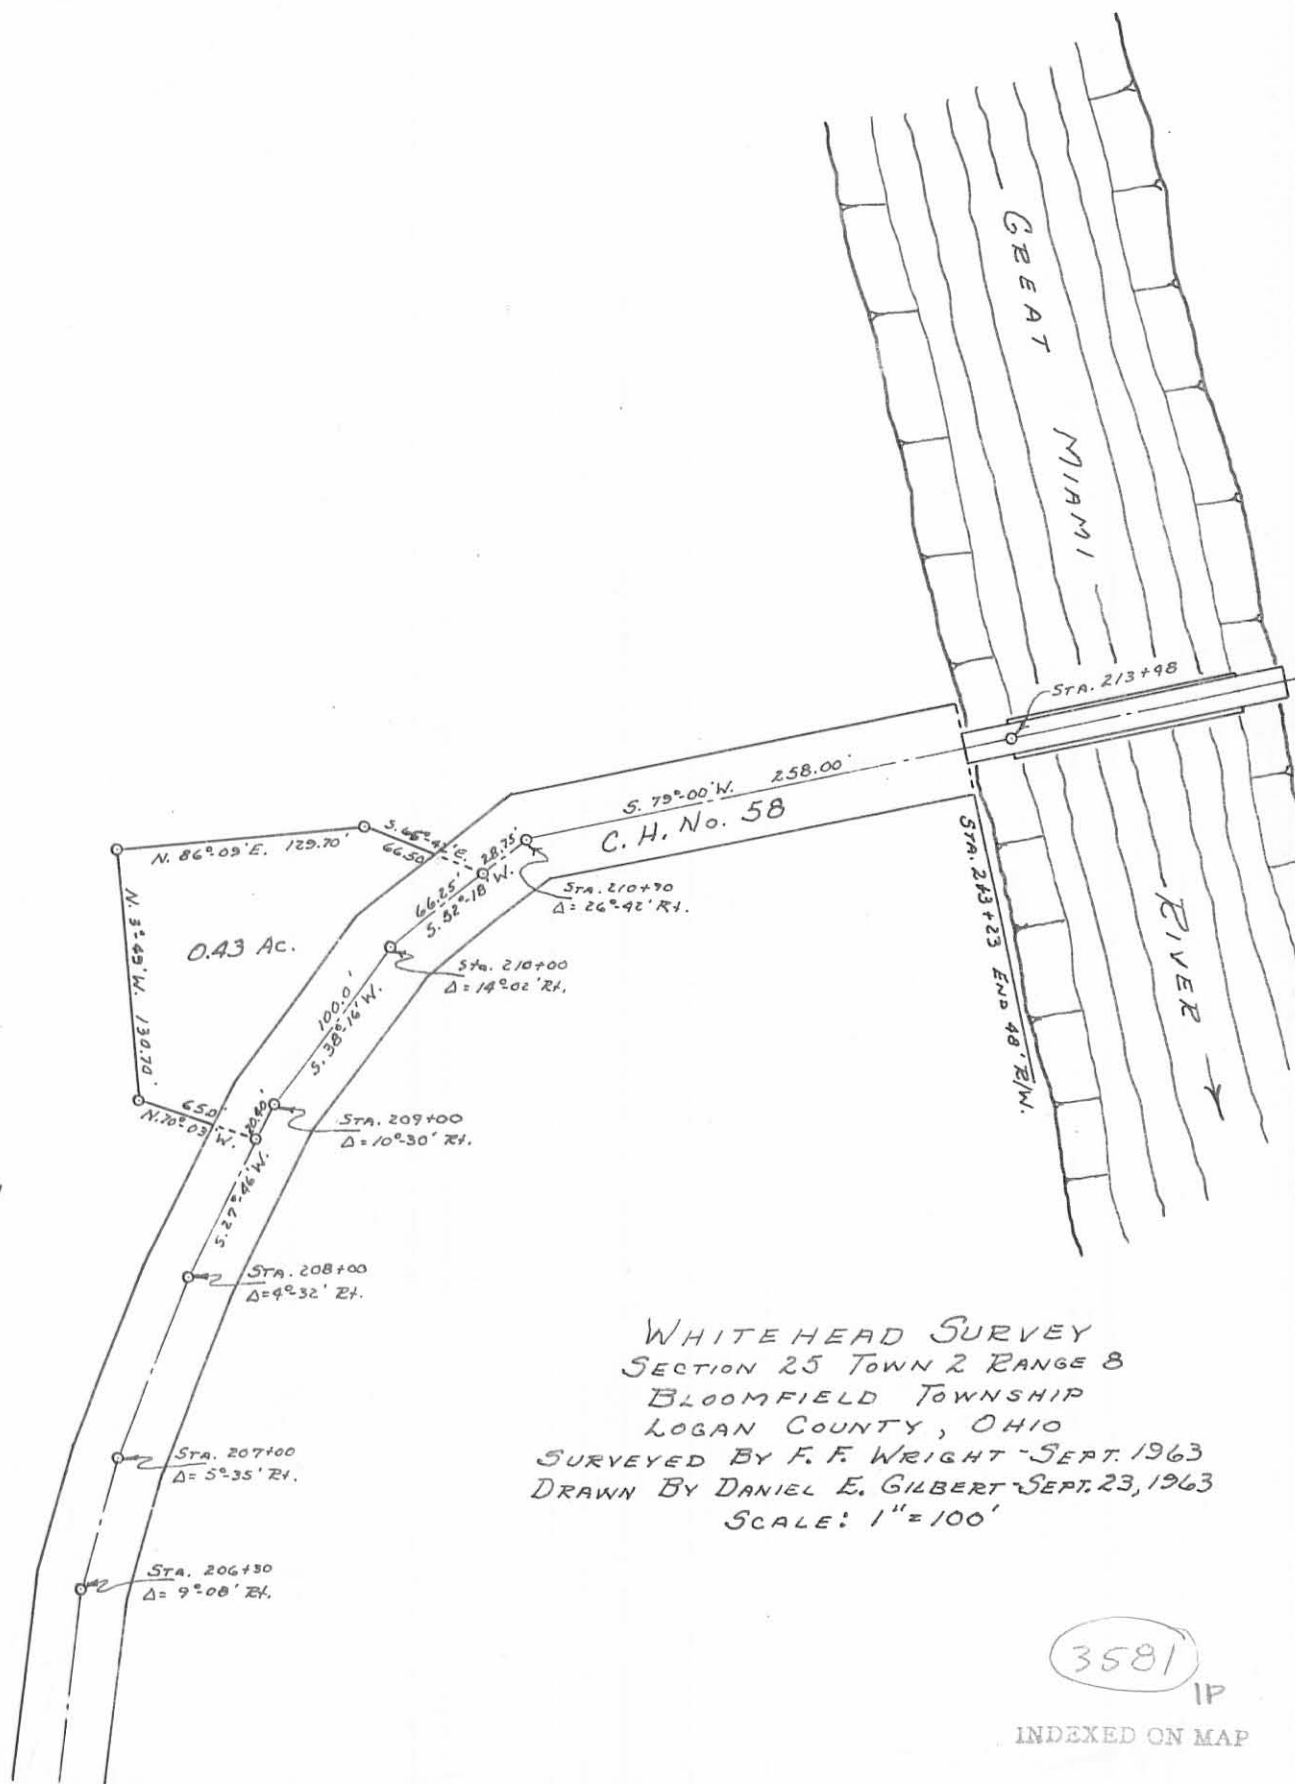 GREAT MIAMI
RIVER
STA. 213+48
S. 79°-00' W. 258.00'
C. H. No. 58
STA. 213+23 END 48' R/W.
N. 86°-09' E. 129.70'
66.50'
28.75'
66.25'
S. 52°-18' W.
STA. 210+90
Δ = 26°-42' Rt.
0.43 Ac.
130.70'
Sta. 210+00
Δ = 14°-02' Rt.
100.0'
S. 38°-16' W.
65.0'
N. 70°-03' W.
20.40'
STA. 209+00
Δ = 10°-30' Rt.
S. 27°-46' W.
STA. 208+00
Δ = 4°-32' Rt.
STA. 207+00
Δ = 5°-35' Rt.
STA. 206+30
Δ = 9°-08' Rt.
WHITEHEAD SURVEY
SECTION 25 TOWN 2 RANGE 8
BLOOMFIELD TOWNSHIP
LOGAN COUNTY, OHIO
SURVEYED BY F. F. WRIGHT - SEPT. 1963
DRAWN BY DANIEL E. GILBERT - SEPT. 23, 1963
SCALE: 1" = 100'
3581
1P
INDEXED ON MAP